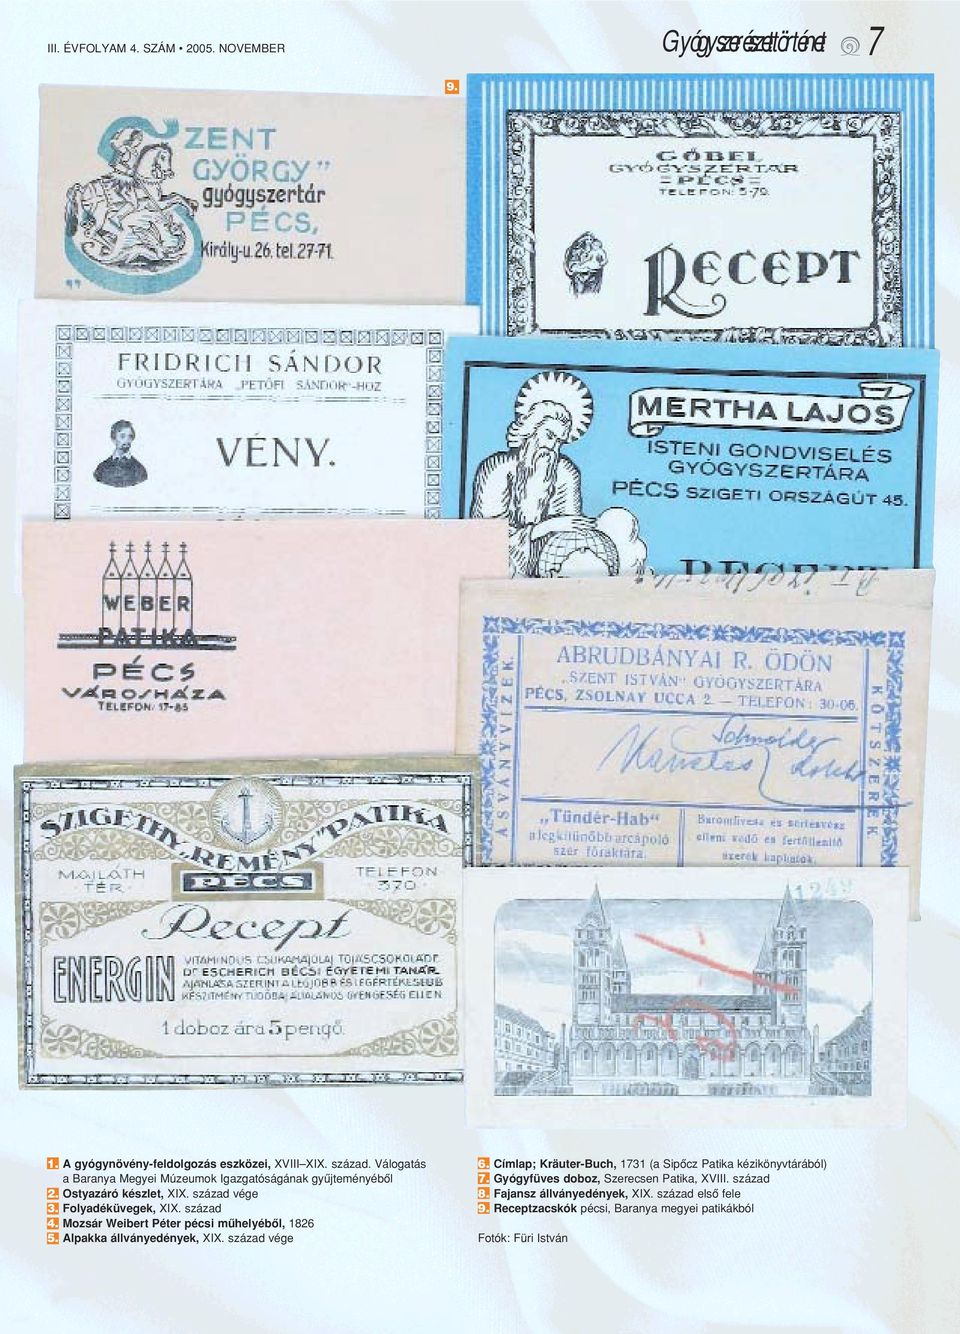 III. ÉVFOLYAM 4. SZÁM • 2005. NOVEMBER
Gyógyszerészettörténet 7
9.
SZENT
GYÖRGY”
gyógyszertár
PÉCS,
Király-u. 26. tel. 27-71.
GÖBEL
GYÓGYSZERTÁR
=PÉCS=
TELEFON: 5-70.
RECEPT
FRIDRICH SÁNDOR
GYÓGYSZERTÁRA „PETŐFI SÁNDOR”-HOZ
VÉNY.
MERTHA LAJOS
ISTENI GONDVISELÉS
GYÓGYSZERTÁRA
PÉCS SZIGETI ORSZÁGÚT 45.
RECEPT
WEBER
PATIKA
PÉCS
VÁROSHÁZA
TELEFON: 17-85
ÁSVÁNYVIZEK.
KÖTSZEREK.
ABRUDBÁNYAI R. ÖDÖN
„SZENT ISTVÁN” GYÓGYSZERTÁRA
PÉCS, ZSOLNAY UCCA 2. — TELEFON: 30-06.
„Tündér-Hab”
a legkitünőbb arcápoló
szer főraktára.
Baromfivész és sertésvész
elleni védő és fertőtlenítő
szerek kaphatók.
SZIGETHY „REMÉNY” PATIKA
MAJLÁTH
TÉR.
PÉCS
TELEFON
370.
Recept
ENERGIN
VITAMINDÚS CSUKAMÁJOLAJ TOJÁSCSOKOLÁDÉ
DR ESCHERICH BÉCSI EGYETEMI TANÁR
AJÁNLÁSA SZERINT A LEGJOBB ÉS LEGÉRTÉKESEBB
KÉSZITMÉNY TÜDŐBAJ ÁLTALÁNOS GYENGESÉG ELLEN
1 doboz ára 5 pengő.
1249
1. A gyógynövény-feldolgozás eszközei, XVIII–XIX. század. Válogatás
a Baranya Megyei Múzeumok Igazgatóságának gyűjteményéből
2. Ostyazáró készlet, XIX. század vége
3. Folyadéküvegek, XIX. század
4. Mozsár Weibert Péter pécsi műhelyéből, 1826
5. Alpakka állványedények, XIX. század vége
6. Címlap; Kräuter-Buch, 1731 (a Sipőcz Patika kézikönyvtárából)
7. Gyógyfüves doboz, Szerecsen Patika, XVIII. század
8. Fajansz állványedények, XIX. század első fele
9. Receptzacskók pécsi, Baranya megyei patikákból
Fotók: Füri István